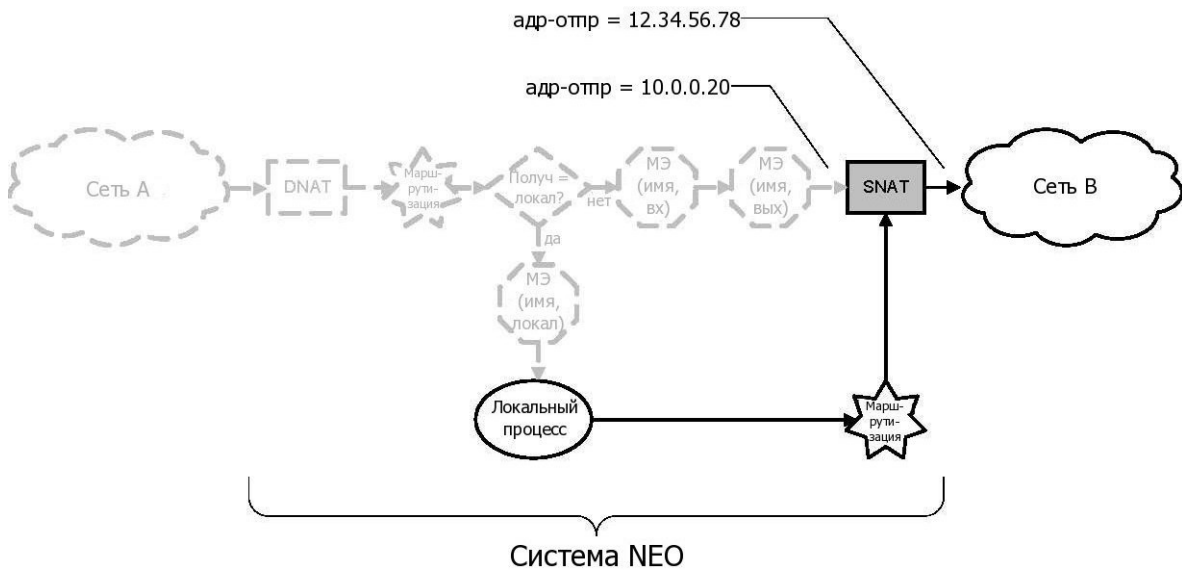 адр-отпр = 12.34.56.78
адр-отпр = 10.0.0.20
Сеть А
DNAT
Марш-
рути-
зация
Получ =
локал?
нет
да
МЭ
(имя,
вх)
МЭ
(имя,
вых)
SNAT
Сеть В
МЭ
(имя,
локал)
Локальный
процесс
Марш-
рути-
зация
Система NEO